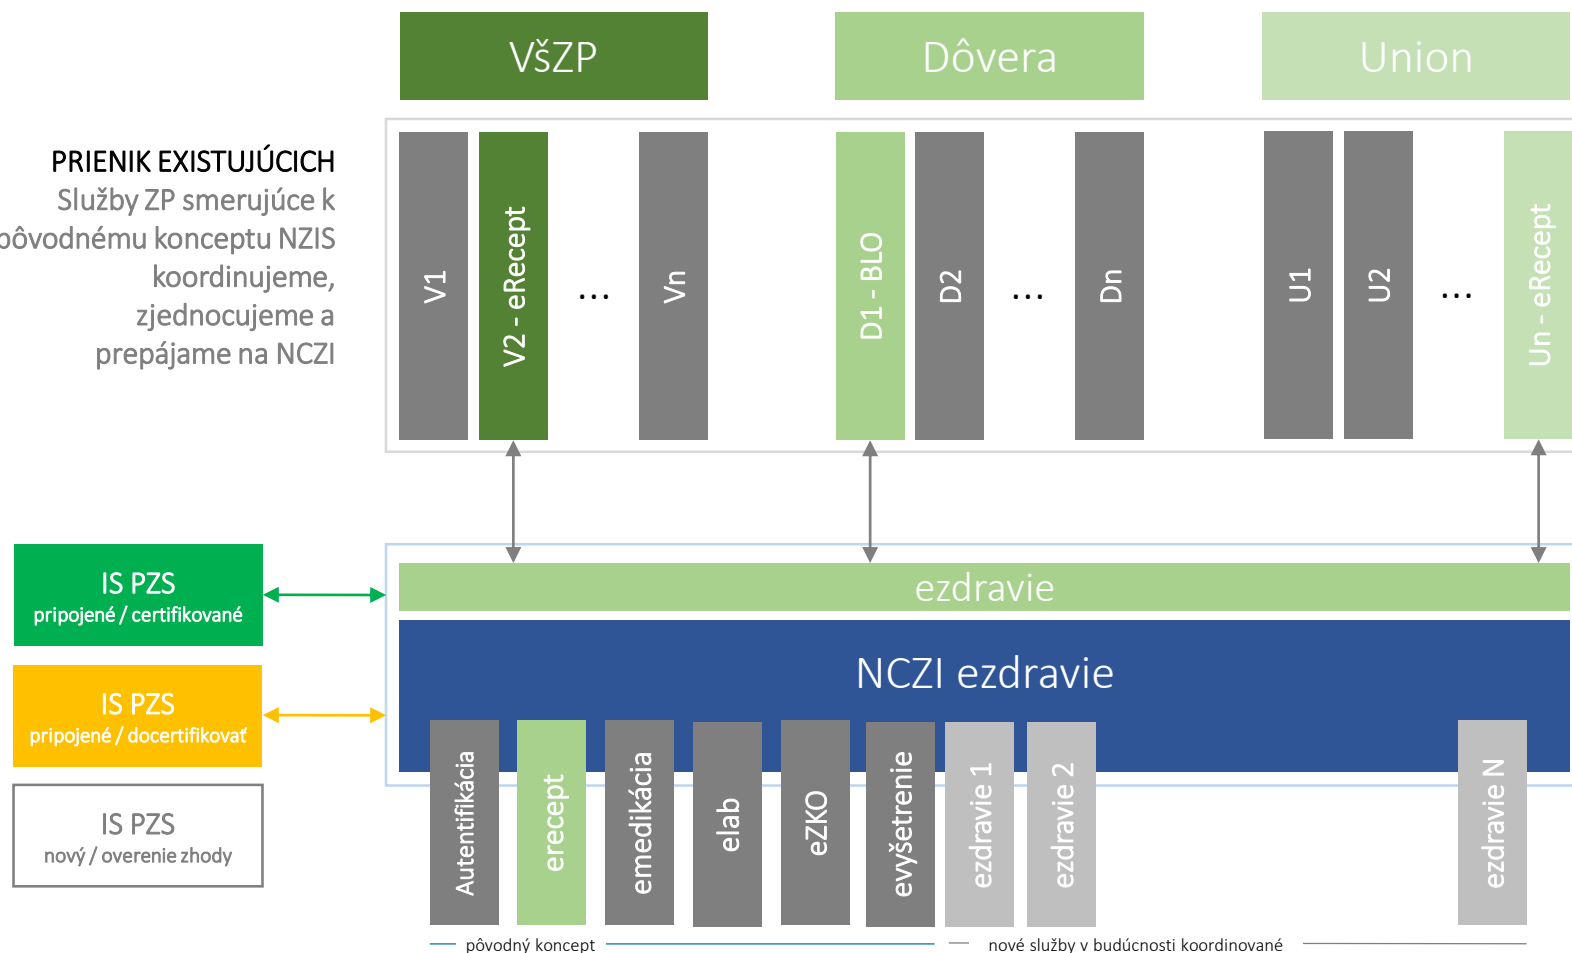 VšZP
Dôvera
Union
PRIENIK EXISTUJÚCICH
Služby ZP smerujúce k
pôvodnému konceptu NZIS
koordinujeme,
zjednocujeme a
prepájame na NCZI
V1
V2 - eRecept
...
Vn
D1 - BLO
D2
...
Dn
U1
U2
...
Un - eRecept
IS PZS
pripojené / certifikované
IS PZS
pripojené / docertifikovať
IS PZS
nový / overenie zhody
ezdravie
NCZI ezdravie
Autentifikácia
erecept
emedikácia
elab
eZKO
evyšetrenie
ezdravie 1
ezdravie 2
ezdravie N
pôvodný koncept
nové služby v budúcnosti koordinované